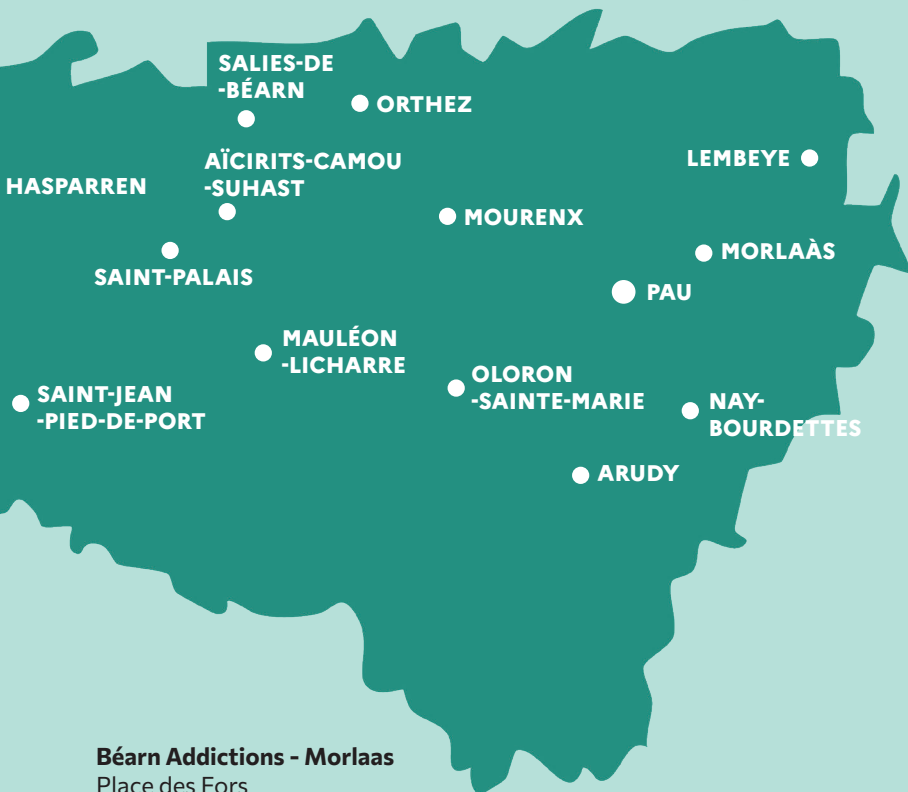 SALIES-DE
-BÉARN
ORTHEZ
AÏCIRITS-CAMOU
-SUHAST
LEMBEYE
HASPARREN
MOURENX
MORLAÀS
SAINT-PALAIS
PAU
MAULÉON
-LICHARRE
OLORON
-SAINTE-MARIE
SAINT-JEAN
-PIED-DE-PORT
NAY-
BOURDETTES
ARUDY
Béarn Addictions - Morlaas
Place des Fors